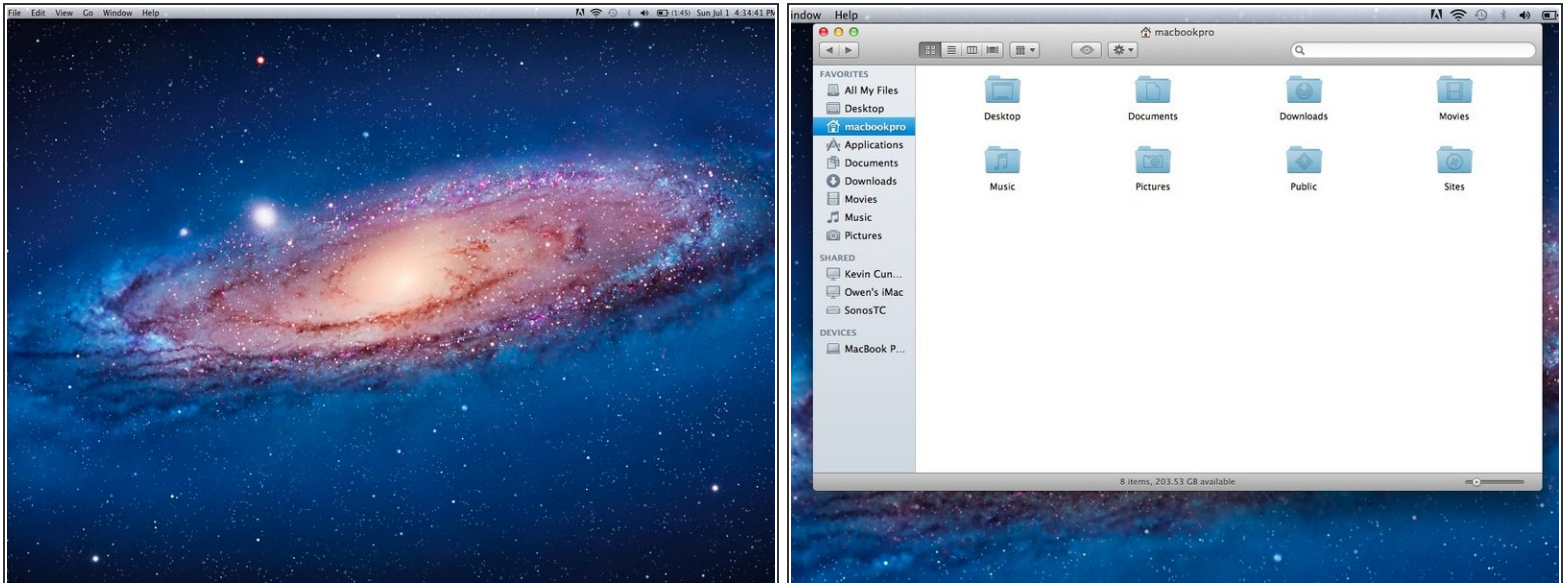 File Edit View Go Window Help (1:45) Sun Jul 1 4:34:41 PM
indow Help
macbookpro
FAVORITES
All My Files
Desktop
macbookpro
Applications
Documents
Downloads
Movies
Music
Pictures
SHARED
Kevin Cun...
Owen's iMac
SonosTC
DEVICES
MacBook P...
Desktop Documents Downloads Movies
Music Pictures Public Sites
8 items, 203.53 GB available